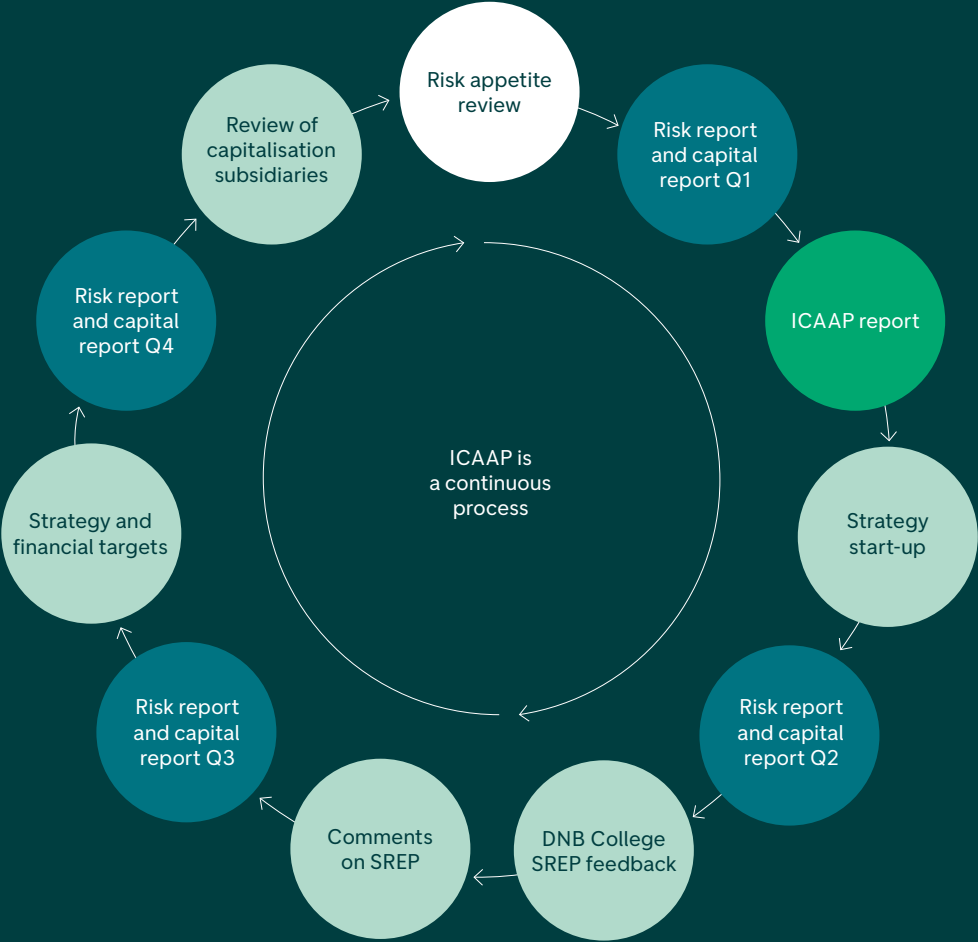 Risk appetite
review
Risk report
and capital
report Q1
ICAAP report
Strategy
start-up
Risk report
and capital
report Q2
DNB College
SREP feedback
Comments
on SREP
Risk report
and capital
report Q3
Strategy and
financial targets
Risk report
and capital
report Q4
Review of
capitalisation
subsidiaries
ICAAP is
a continuous
process